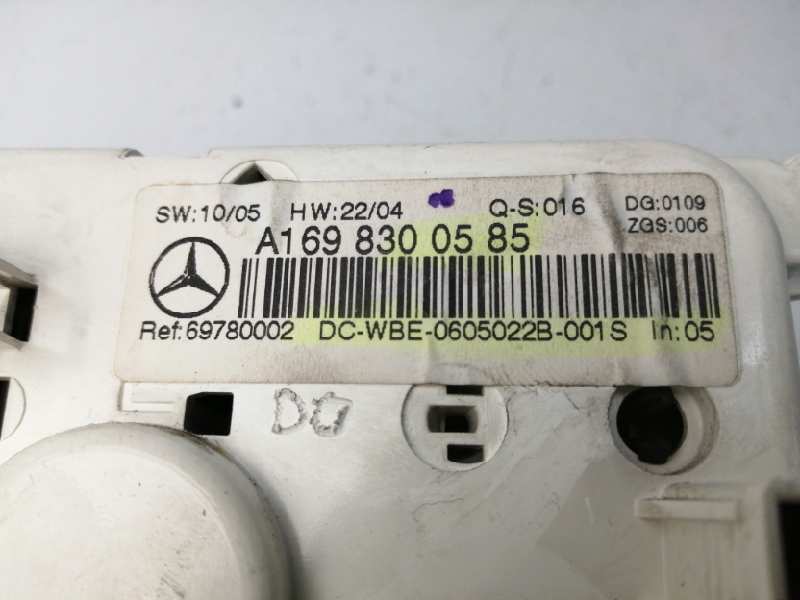 SW:10/05 HW:22/04 Q-S:016 DG:0109
ZGS:006
A169 830 05 85
Ref:69780002 DC-WBE-0605022B-001S In:05
DG